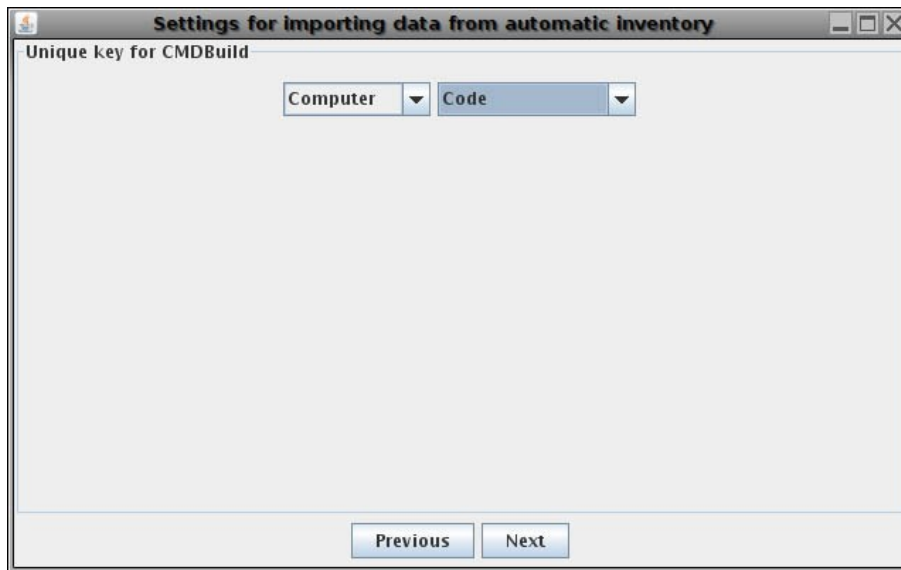 Settings for importing data from automatic inventory
Unique key for CMDBuild
Computer Code
Previous Next